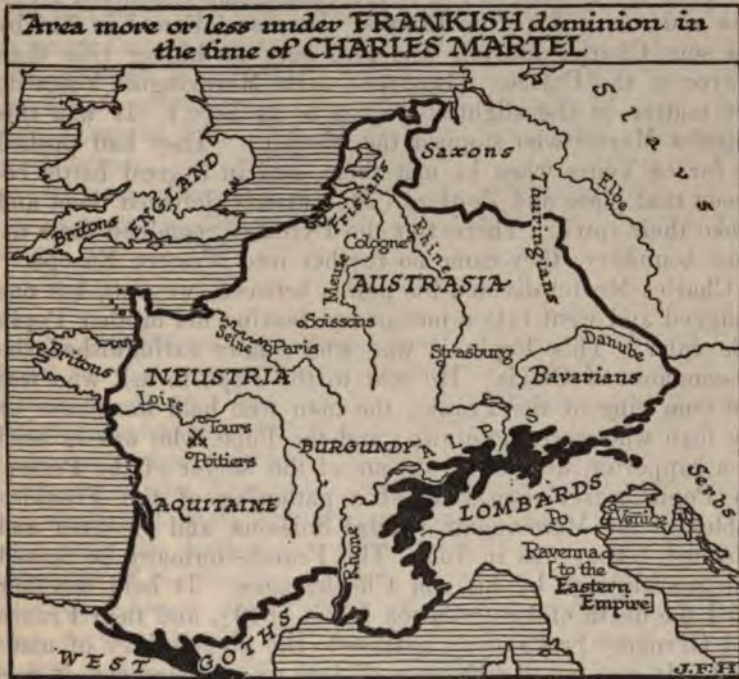 Area more or less under FRANKISH dominion in
the time of CHARLES MARTEL
Slavs
Saxons
ENGLAND
Britons
Frisians
Elbe
Thuringias
Cologne
Rhine
Meuse
AUSTRASIA
Soissons
Seine
Paris
Strasburg
Danube
Bavarians
Britons
NEUSTRIA
Loire
Tours
Poitiers
BURGUNDY
ALPS
AQUITAINE
LOMBARDS
Serbs
Po
Venice
Rhone
Ravenna
[to the
Eastern
Empire]
WEST GOTHS
J.F.H